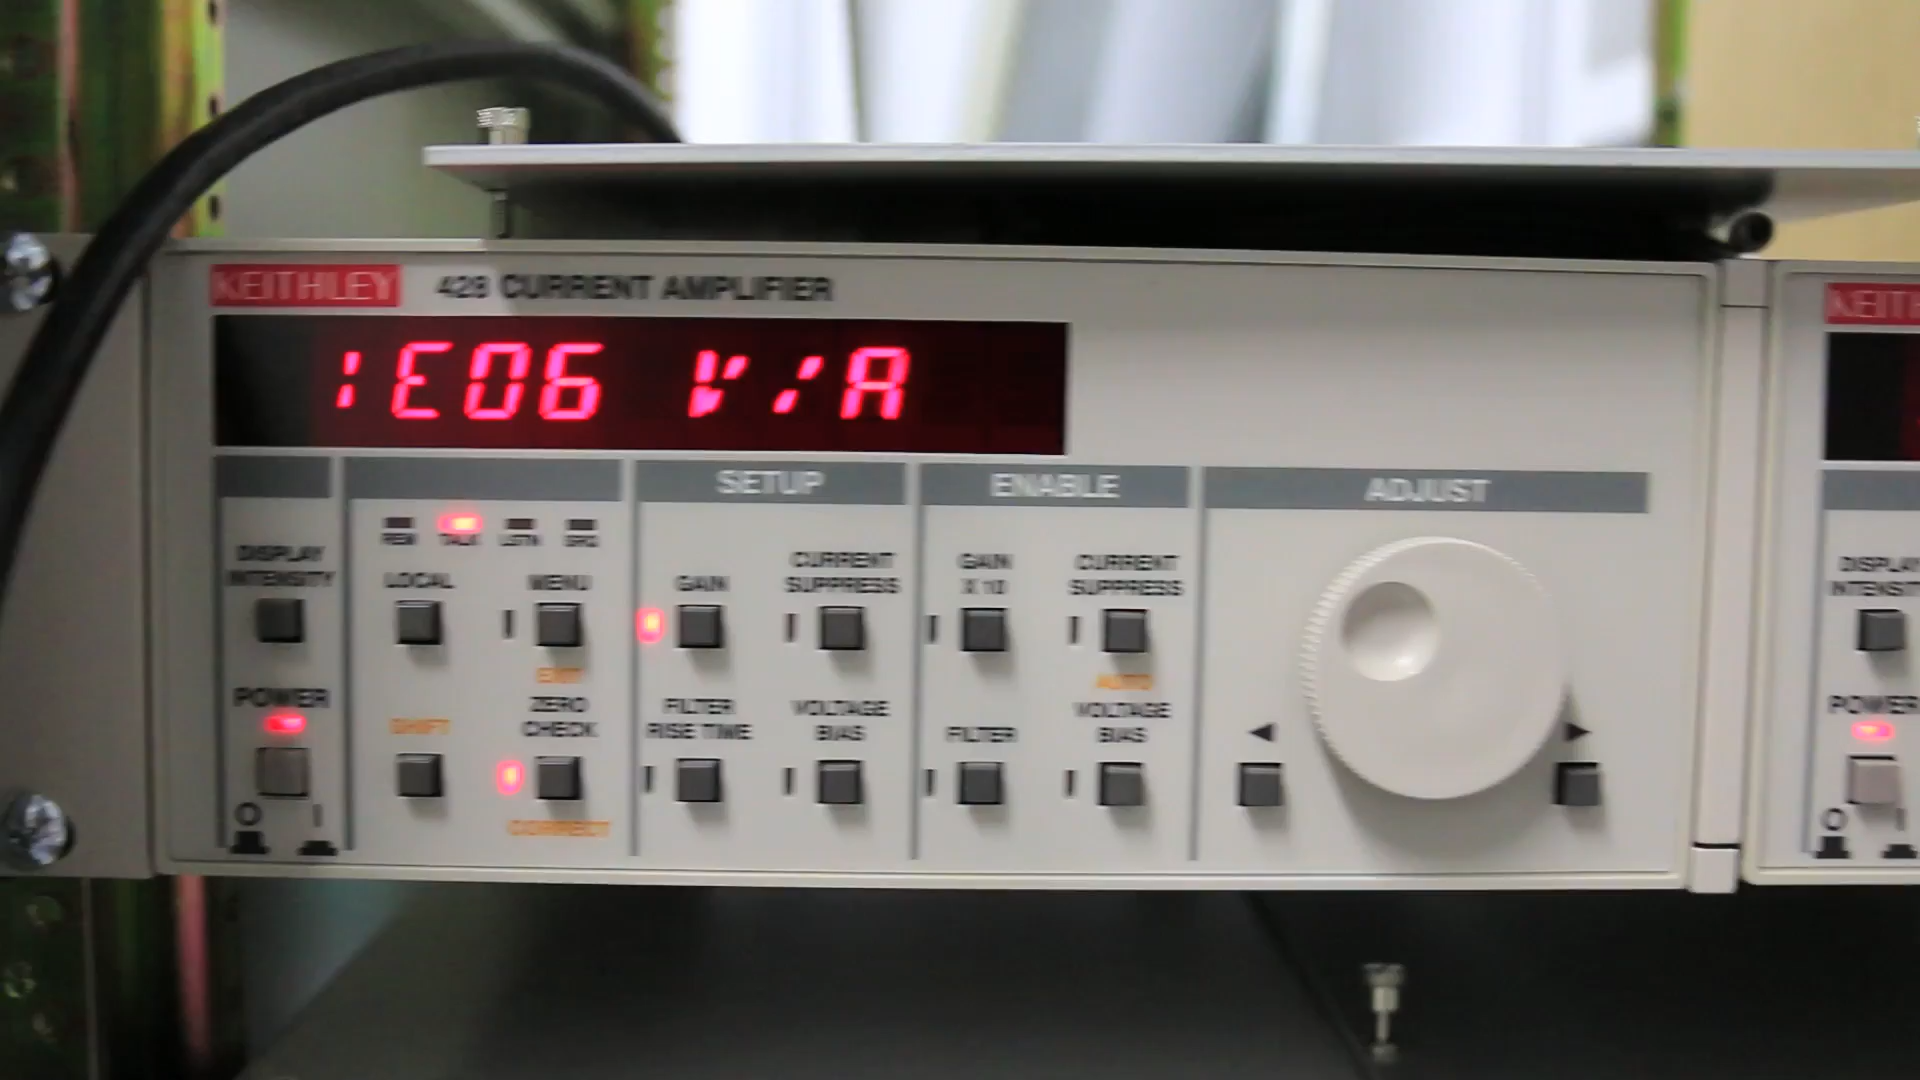 KEITHLEY 428 CURRENT AMPLIFIER
1E06 V/A
SETUP ENABLE ADJUST
REM TALK LSTN SRQ
DISPLAY INTENSITY
LOCAL MENU
GAIN
CURRENT SUPPRESS
GAIN X 10
CURRENT SUPPRESS
EXIT
AUTO
POWER
SHIFT
ZERO CHECK
FILTER RISE TIME
VOLTAGE BIAS
FILTER
VOLTAGE BIAS
CORRECT
O I
KEITH
DISPLAY
INTENSIT
POWER
O I